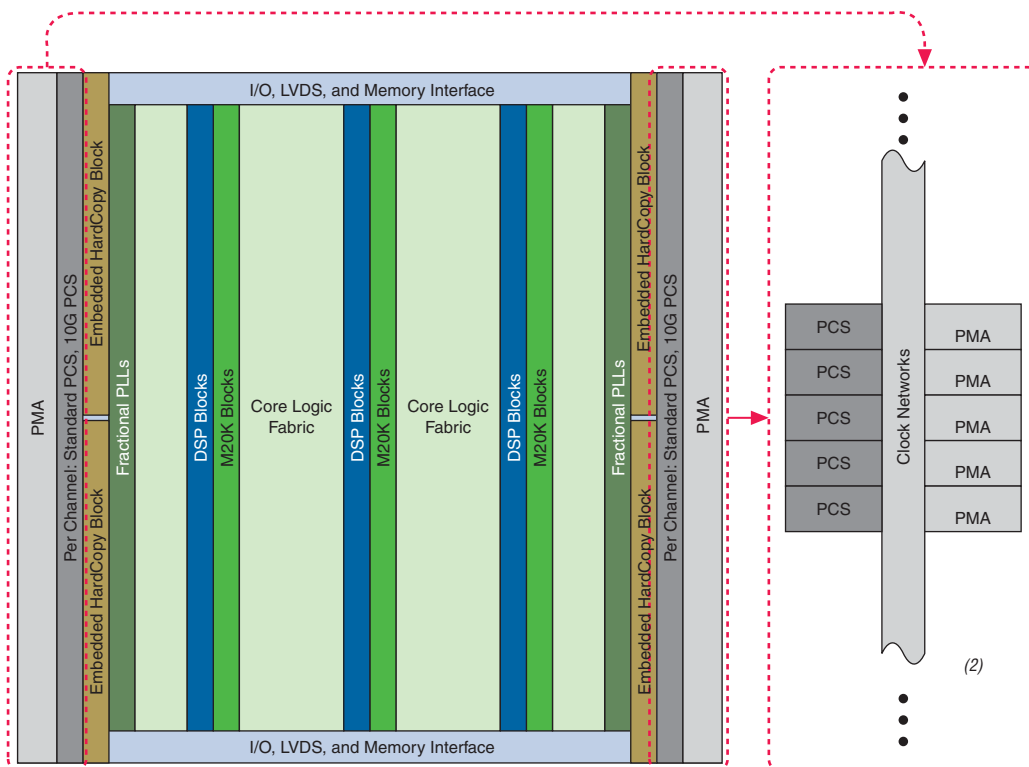 I/O, LVDS, and Memory Interface
PMA
Per Channel: Standard PCS, 10G PCS
Embedded HardCopy Block
Embedded HardCopy Block
Fractional PLLs
DSP Blocks
M20K Blocks
Core Logic
Fabric
DSP Blocks
M20K Blocks
Core Logic
Fabric
DSP Blocks
M20K Blocks
Fractional PLLs
Embedded HardCopy Block
Embedded HardCopy Block
Per Channel: Standard PCS, 10G PCS
PMA
I/O, LVDS, and Memory Interface
PCS
PCS
PCS
PCS
PCS
Clock Networks
PMA
PMA
PMA
PMA
PMA
(2)